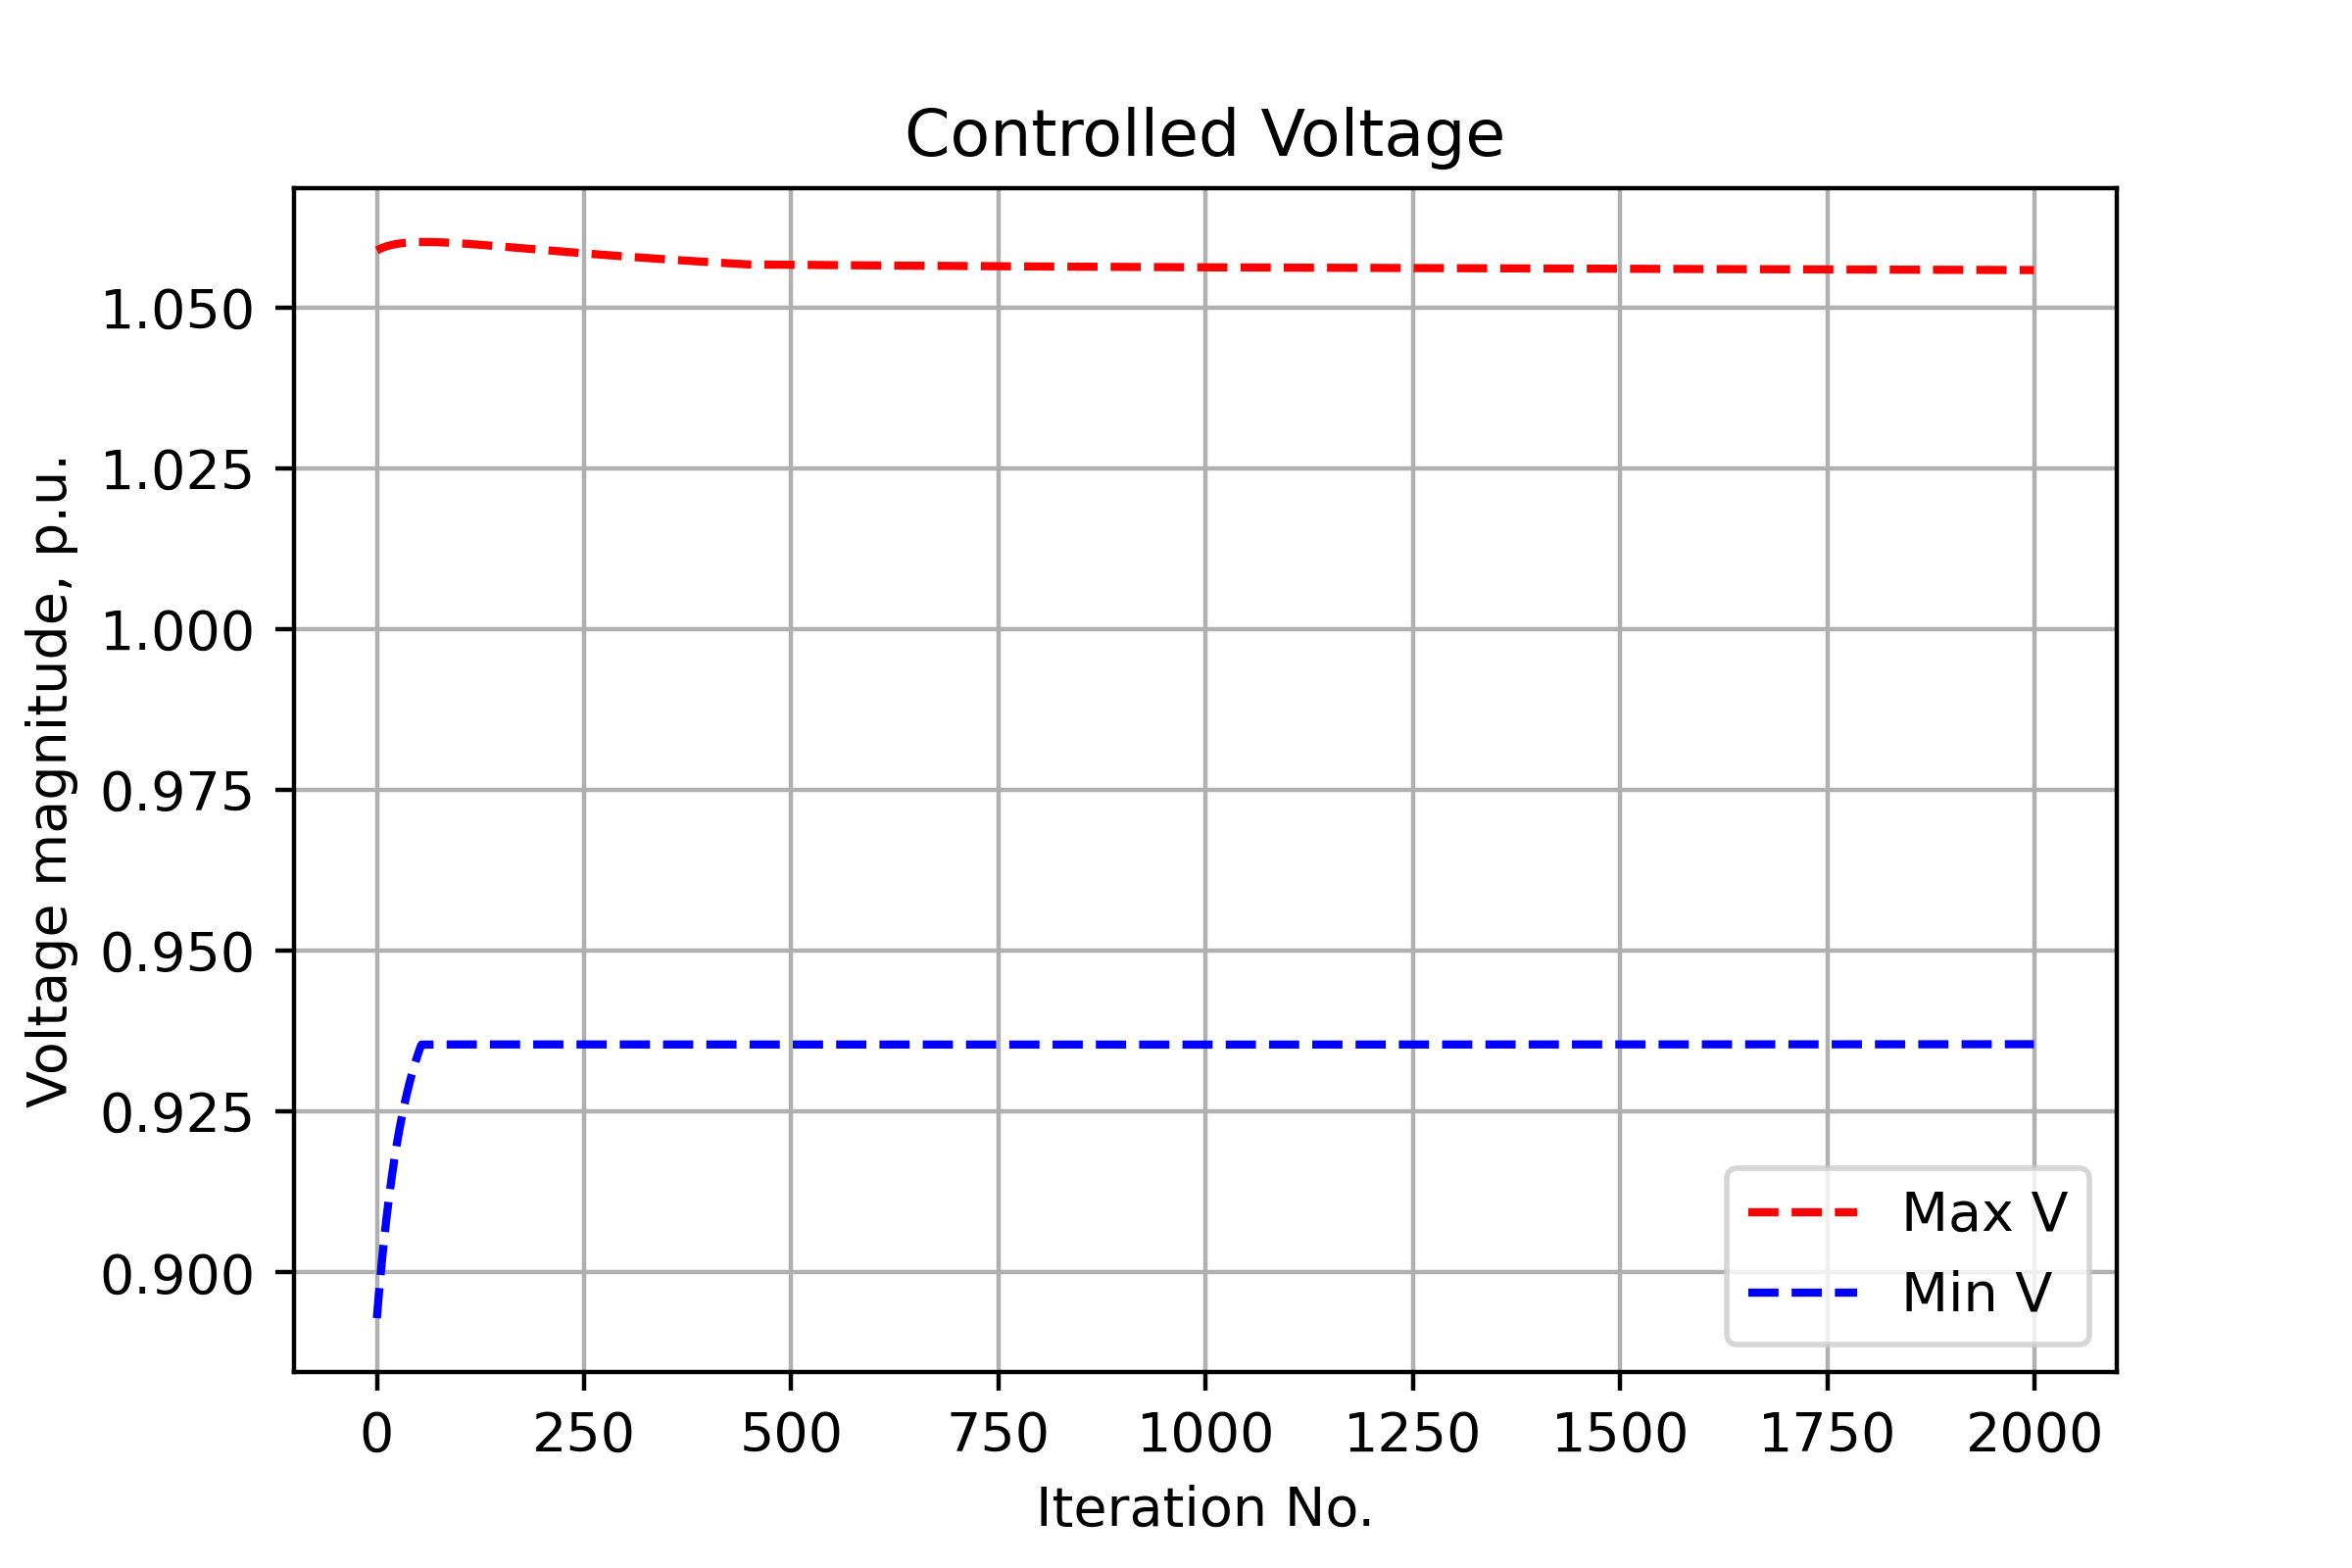 Controlled Voltage
Voltage magnitude, p.u.
1.050
1.025
1.000
0.975
0.950
0.925
0.900
Max V
Min V
0 250 500 750 1000 1250 1500 1750 2000
Iteration No.